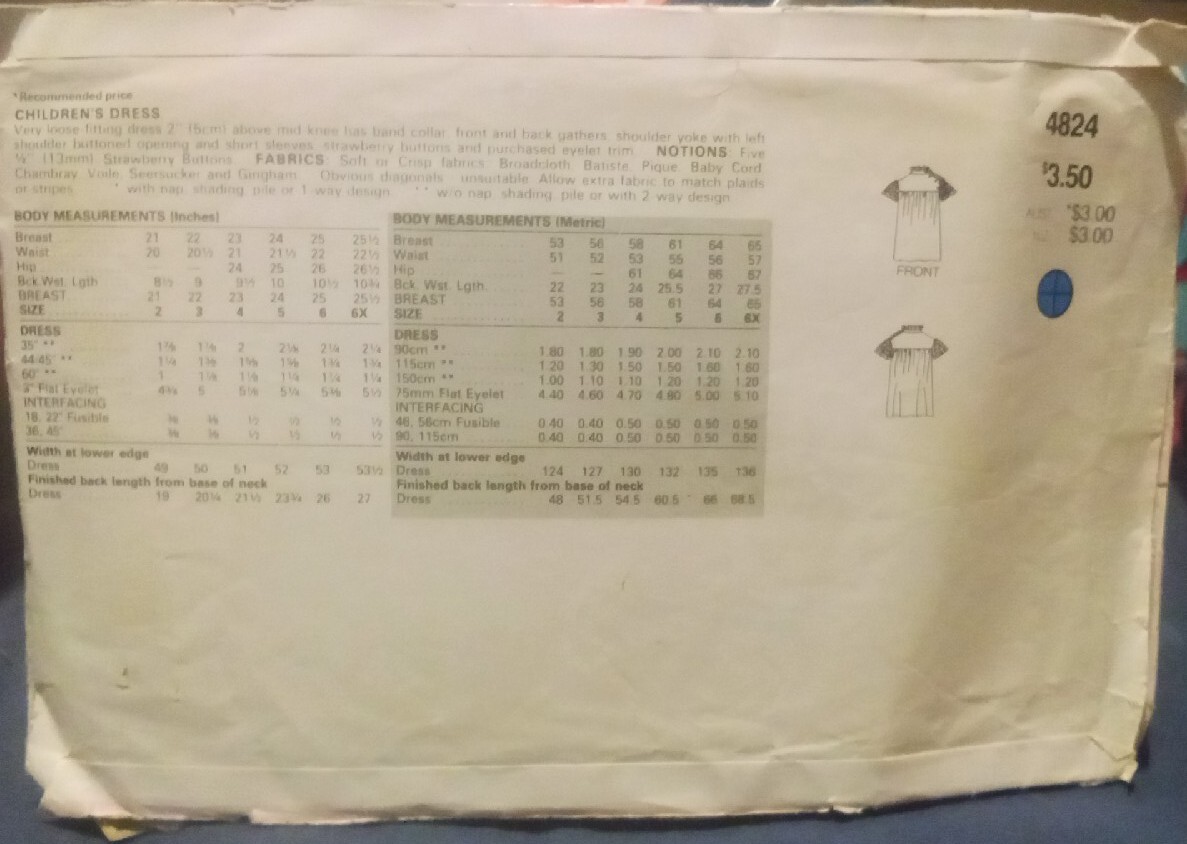 *Recommended price
CHILDREN'S DRESS
Very loose fitting dress 2" (5cm) above mid knee has band collar, front and back gathers, shoulder yoke with left
shoulder buttoned opening and short sleeves, strawberry buttons and purchased eyelet trim. NOTIONS: Five
½" (13mm) Strawberry Buttons. FABRICS: Soft or Crisp fabrics: Broadcloth, Batiste, Pique, Baby Cord,
Chambray, Voile, Seersucker and Gingham. Obvious diagonals unsuitable. Allow extra fabric to match plaids
or stripes. * with nap, shading, pile or 1-way design. ** w/o nap, shading, pile or with 2-way design.
BODY MEASUREMENTS (Inches)
Breast 21 22 23 24 25 25½
Waist 20 20½ 21 21½ 22 22½
Hip — — 24 25 26 26½
Bck. Wst. Lgth. 8½ 9 9½ 10 10½ 10¾
BREAST 21 22 23 24 25 25½
SIZE 2 3 4 5 6 6X
DRESS
35" **
44-45" **
60" **
3" Flat Eyelet
INTERFACING
18, 22" Fusible
36, 45"
Width at lower edge
Dress 49 50 51 52 53 53½
Finished back length from base of neck
Dress 19 20¼ 21½ 23¾ 26 27
BODY MEASUREMENTS (Metric)
Breast 53 56 58 61 64 65
Waist 51 52 53 55 56 57
Hip — — 61 64 66 67
Bck. Wst. Lgth. 22 23 24 25.5 27 27.5
BREAST 53 56 58 61 64 65
SIZE 2 3 4 5 6 6X
DRESS
90cm ** 1.80 1.80 1.90 2.00 2.10 2.10
115cm ** 1.20 1.30 1.50 1.50 1.60 1.60
150cm ** 1.00 1.10 1.10 1.20 1.20 1.20
75mm Flat Eyelet 4.40 4.60 4.70 4.80 5.00 5.10
INTERFACING
46, 56cm Fusible 0.40 0.40 0.50 0.50 0.50 0.50
90, 115cm 0.40 0.40 0.50 0.50 0.50 0.50
Width at lower edge
Dress 124 127 130 132 135 136
Finished back length from base of neck
Dress 48 51.5 54.5 60.5 66 68.5
FRONT
4824
$3.50
AUST. *$3.00
N.Z. $3.00